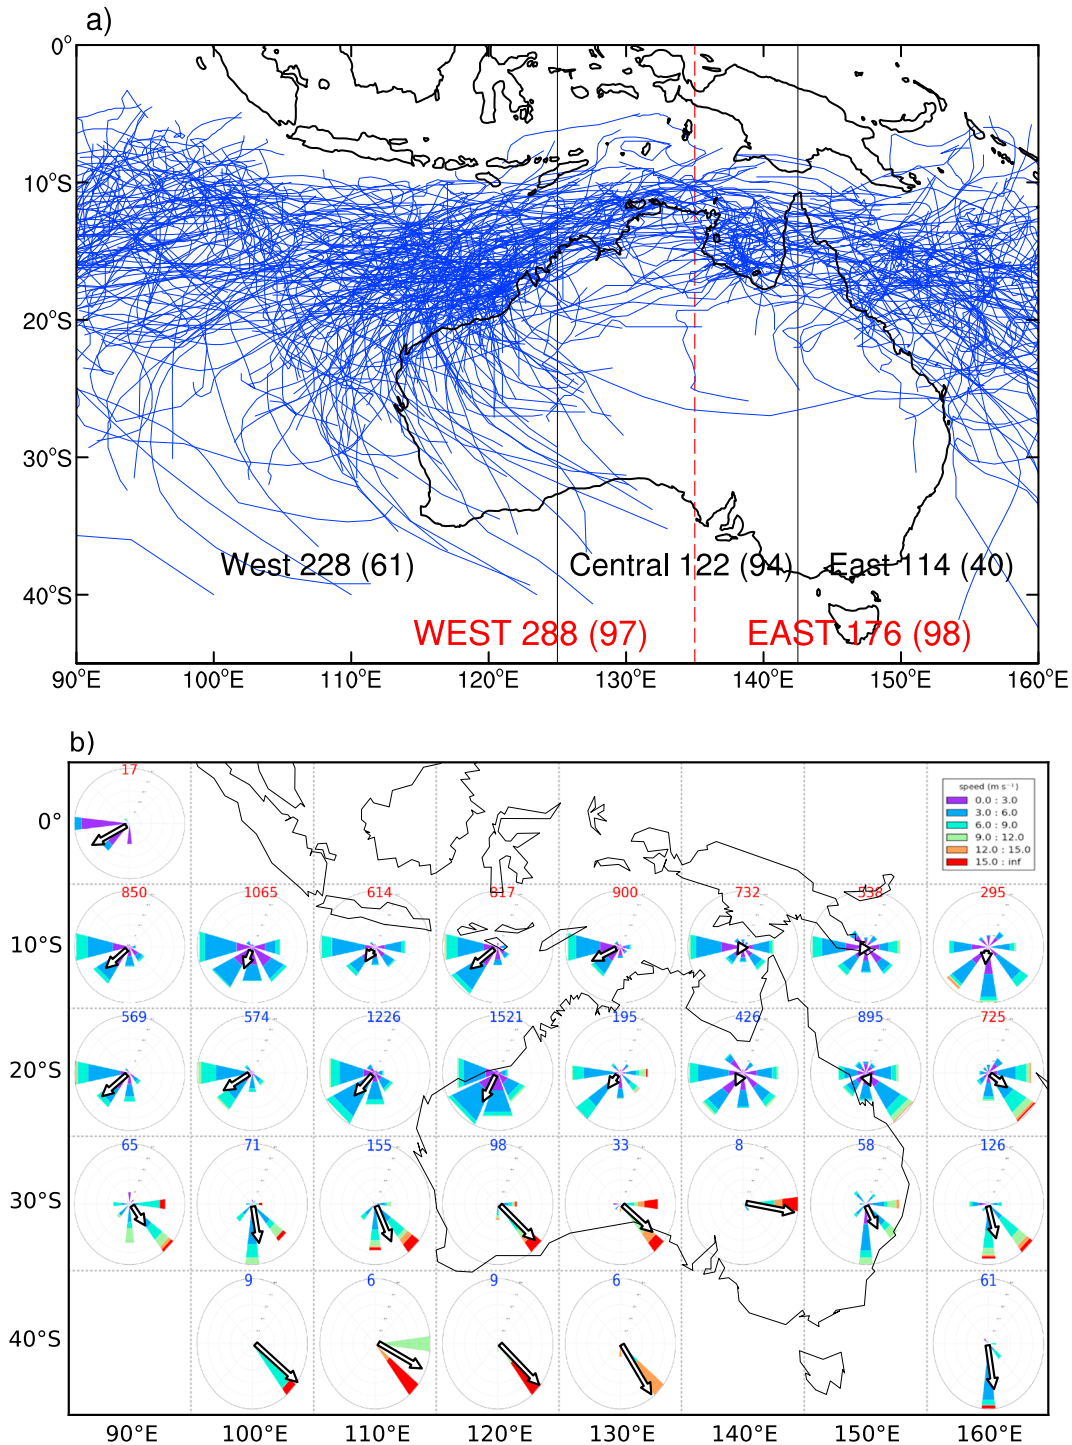 a)
0°
10°S
20°S
30°S
40°S
West 228 (61)
Central 122 (94)
East 114 (40)
WEST 288 (97)
EAST 176 (98)
90°E 100°E 110°E 120°E 130°E 140°E 150°E 160°E
b)
speed (m s⁻¹)
0.0 : 3.0
3.0 : 6.0
6.0 : 9.0
9.0 : 12.0
12.0 : 15.0
15.0 : inf
17
0°
850 1065 614 817 900 732 538 295
10°S
569 574 1226 1521 195 426 895 725
20°S
65 71 155 98 33 8 58 126
30°S
9 6 9 6 61
40°S
90°E 100°E 110°E 120°E 130°E 140°E 150°E 160°E